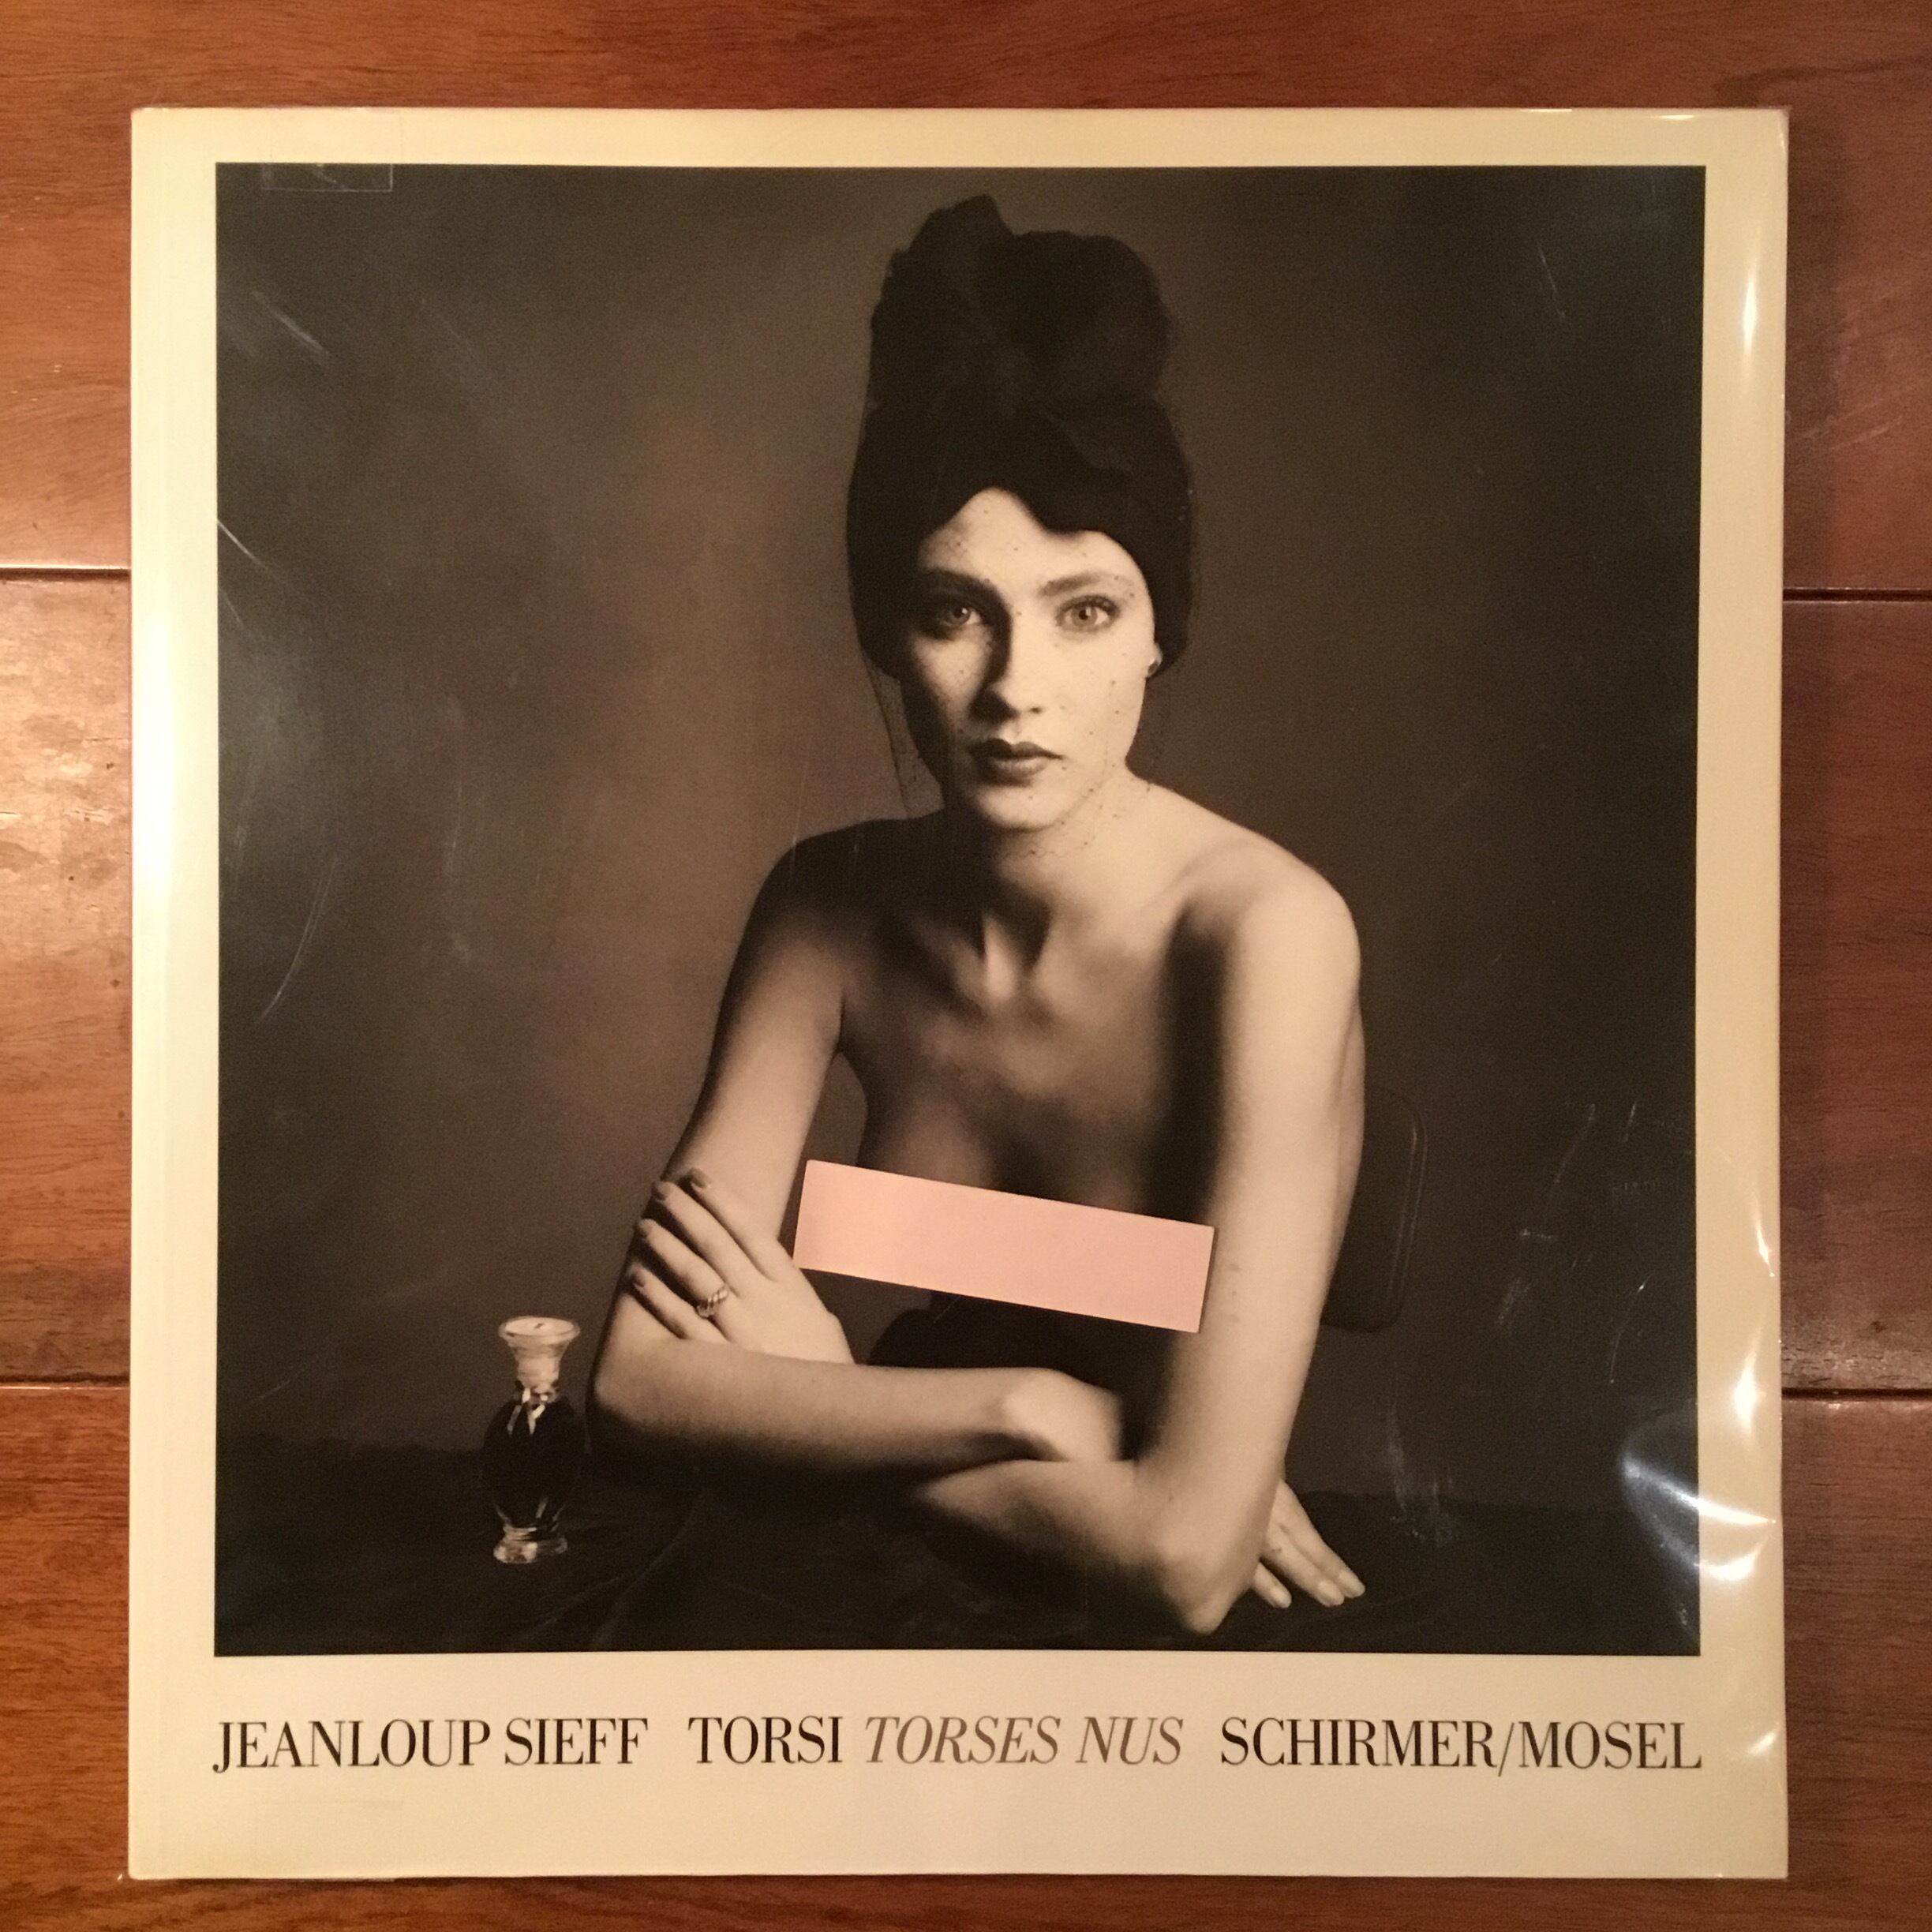 JEANLOUP SIEFF TORSI TORSES NUS SCHIRMER/MOSEL